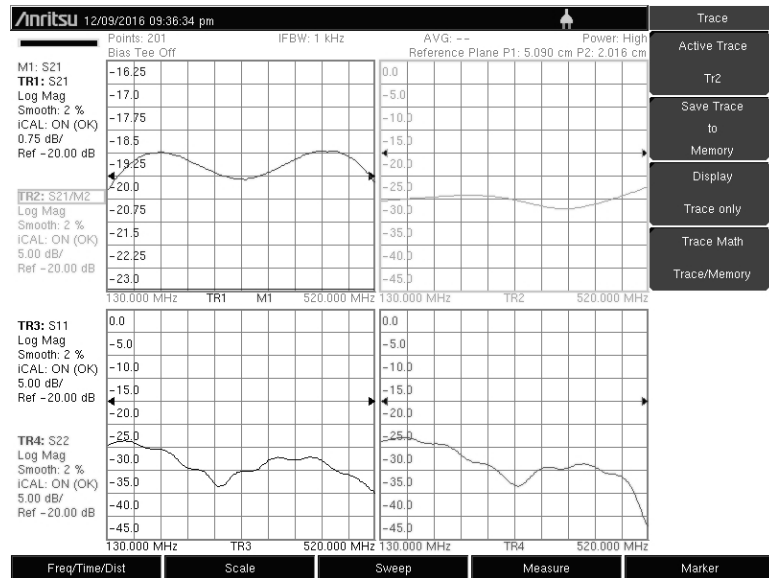 Anritsu 12/09/2016 09:36:34 pm
Trace
Points: 201 IFBW: 1 kHz AVG: -- Power: High
Bias Tee Off Reference Plane P1: 5.090 cm P2: 2.016 cm
M1: S21
TR1: S21
Log Mag
Smooth: 2 %
iCAL: ON (OK)
0.75 dB/
Ref -20.00 dB
TR2: S21/M2
Log Mag
Smooth: 2 %
iCAL: ON (OK)
5.00 dB/
Ref -20.00 dB
-16.25
-17.0
-17.75
-18.5
-19.25
-20.0
-20.75
-21.5
-22.25
-23.0
130.000 MHz TR1 M1 520.000 MHz
0.0
-5.0
-10.0
-15.0
-20.0
-25.0
-30.0
-35.0
-40.0
-45.0
130.000 MHz TR2 520.000 MHz
TR3: S11
Log Mag
Smooth: 2 %
iCAL: ON (OK)
5.00 dB/
Ref -20.00 dB
TR4: S22
Log Mag
Smooth: 2 %
iCAL: ON (OK)
5.00 dB/
Ref -20.00 dB
0.0
-5.0
-10.0
-15.0
-20.0
-25.0
-30.0
-35.0
-40.0
-45.0
130.000 MHz TR3 520.000 MHz
0.0
-5.0
-10.0
-15.0
-20.0
-25.0
-30.0
-35.0
-40.0
-45.0
130.000 MHz TR4 520.000 MHz
Active Trace
Tr2
Save Trace
to
Memory
Display
Trace only
Trace Math
Trace/Memory
Freq/Time/Dist Scale Sweep Measure Marker